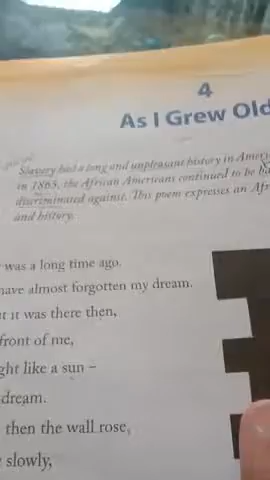 4
As I Grew Old
Slavery had a long and unpleasant history in Amer
in 1865, the African Americans continued to be ha
discriminated against. This poem expresses an Afr
and history.
was a long time ago.
have almost forgotten my dream.
it was there then,
front of me,
ght like a sun –
dream.
then the wall rose,
slowly,